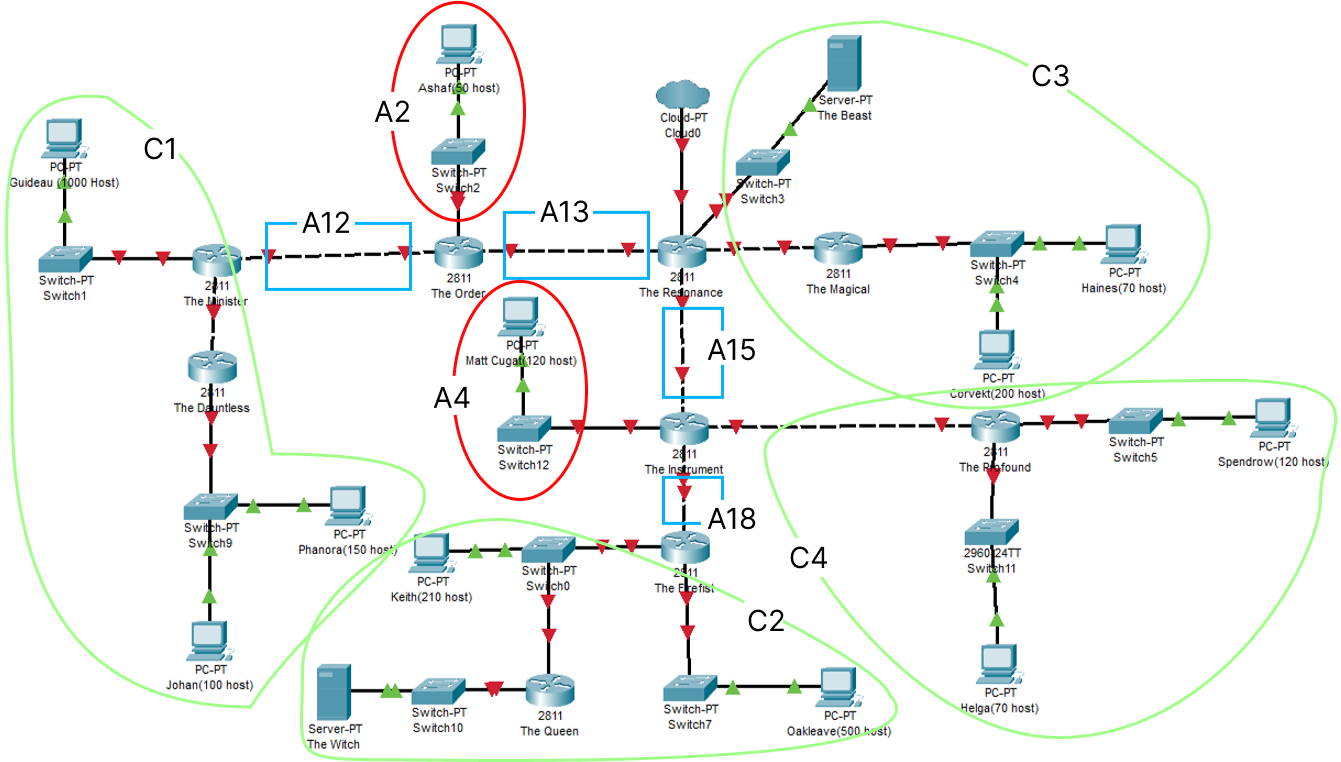 PC-PT
Ashaf(50 host)
A2
Switch-PT
Switch2
Cloud-PT
Cloud0
C3
Server-PT
The Beast
Switch-PT
Switch3
C1
PC-PT
Guideau (1000 Host)
Switch-PT
Switch1
2811
The Minister
A12
2811
The Order
A13
2811
The Resonance
2811
The Magical
Switch-PT
Switch4
PC-PT
Haines(70 host)
PC-PT
Corvekt(200 host)
2811
The Dauntless
PC-PT
Matt Cugat(120 host)
A4
Switch-PT
Switch12
A15
2811
The Instrument
A18
2811
The Profound
Switch-PT
Switch5
PC-PT
Spendrow(120 host)
C4
2960-24TT
Switch11
PC-PT
Helga(70 host)
Switch-PT
Switch9
PC-PT
Phanora(150 host)
PC-PT
Johan(100 host)
PC-PT
Keith(210 host)
Switch-PT
Switch0
2811
The Firefist
C2
Server-PT
The Witch
Switch-PT
Switch10
2811
The Queen
Switch-PT
Switch7
PC-PT
Oakleave(500 host)